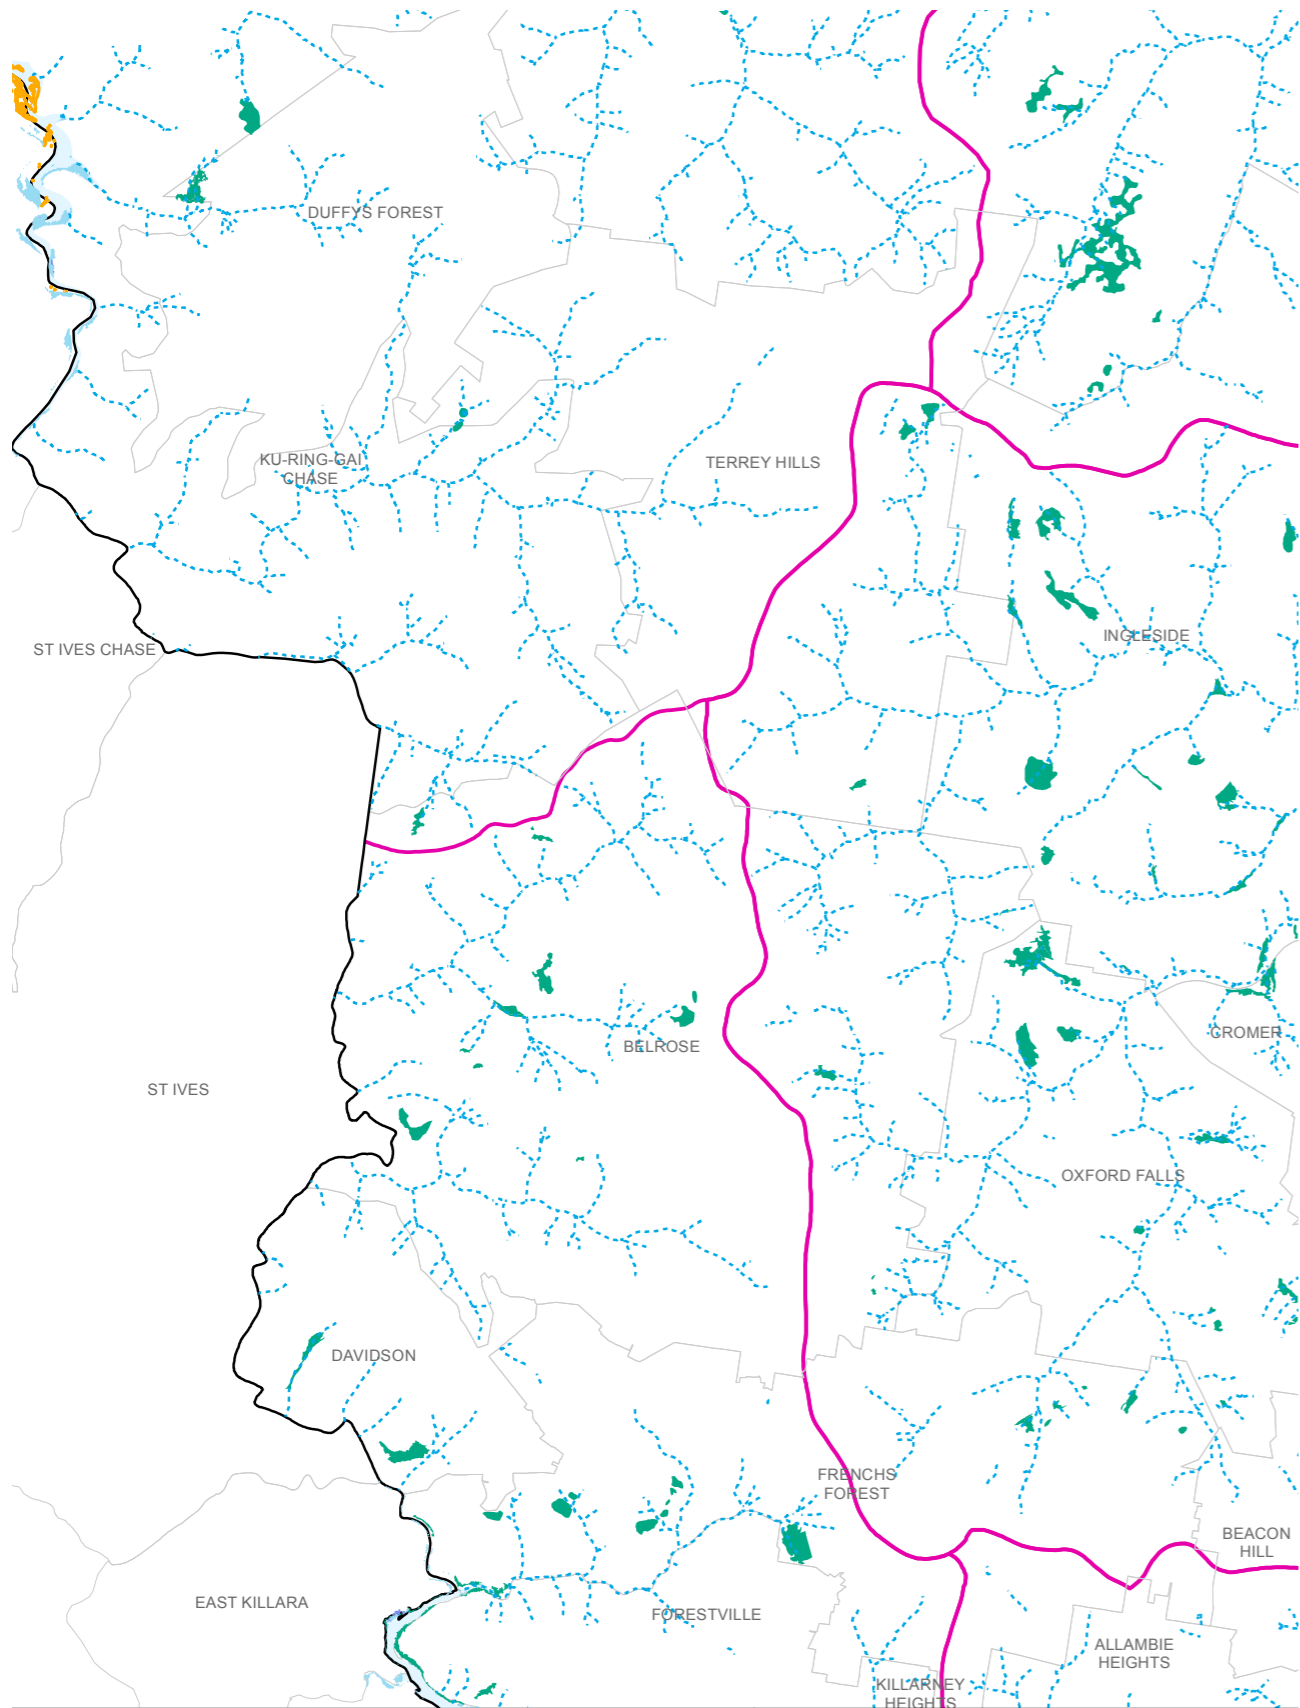 DUFFYS FOREST
KU-RING-GAI
CHASE
TERREY HILLS
ST IVES CHASE
INGLESIDE
BELROSE
CROMER
ST IVES
OXFORD FALLS
DAVIDSON
FRENCHS
FOREST
BEACON
HILL
EAST KILLARA
FORESTVILLE
ALLAMBIE
HEIGHTS
KILLARNEY
HEIGHTS